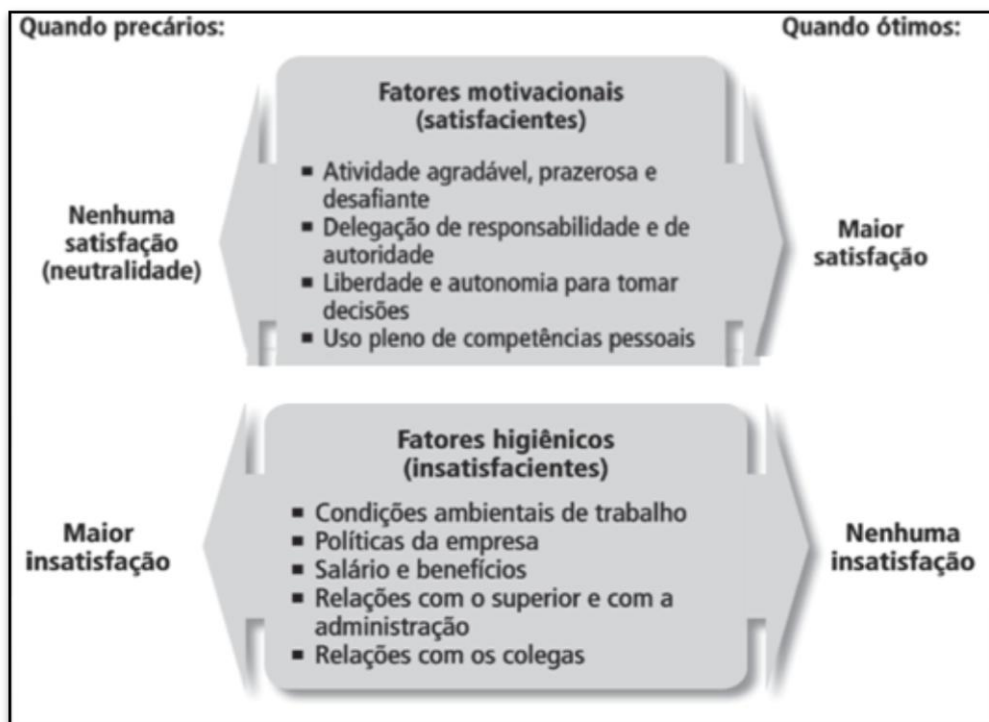 Quando precários:
Quando ótimos:
Fatores motivacionais
(satisfacientes)
▪ Atividade agradável, prazerosa e
desafiante
▪ Delegação de responsabilidade e de
autoridade
▪ Liberdade e autonomia para tomar
decisões
▪ Uso pleno de competências pessoais
Nenhuma
satisfação
(neutralidade)
Maior
satisfação
Fatores higiênicos
(insatisfacientes)
▪ Condições ambientais de trabalho
▪ Políticas da empresa
▪ Salário e benefícios
▪ Relações com o superior e com a
administração
▪ Relações com os colegas
Maior
insatisfação
Nenhuma
insatisfação